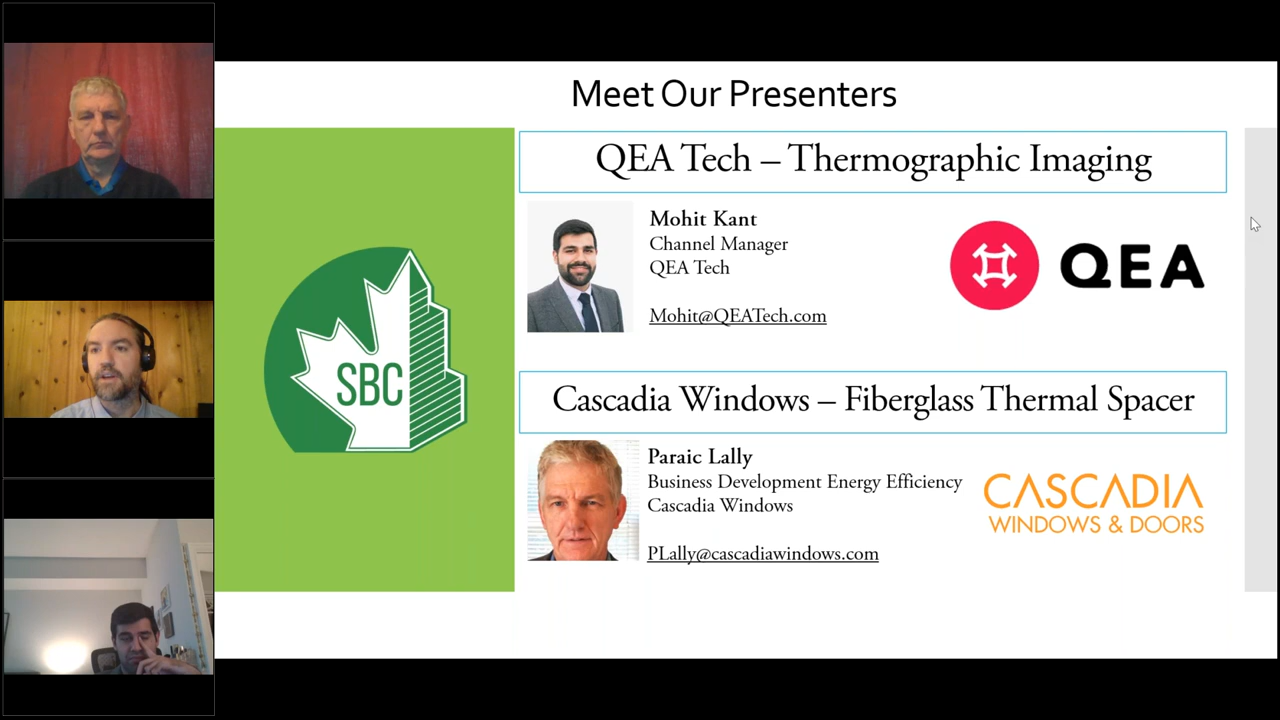 Meet Our Presenters
SBC
QEA Tech – Thermographic Imaging
Mohit Kant
Channel Manager
QEA Tech
Mohit@QEATech.com
QEA
Cascadia Windows – Fiberglass Thermal Spacer
Paraic Lally
Business Development Energy Efficiency
Cascadia Windows
PLally@cascadiawindows.com
CASCADIA
WINDOWS & DOORS